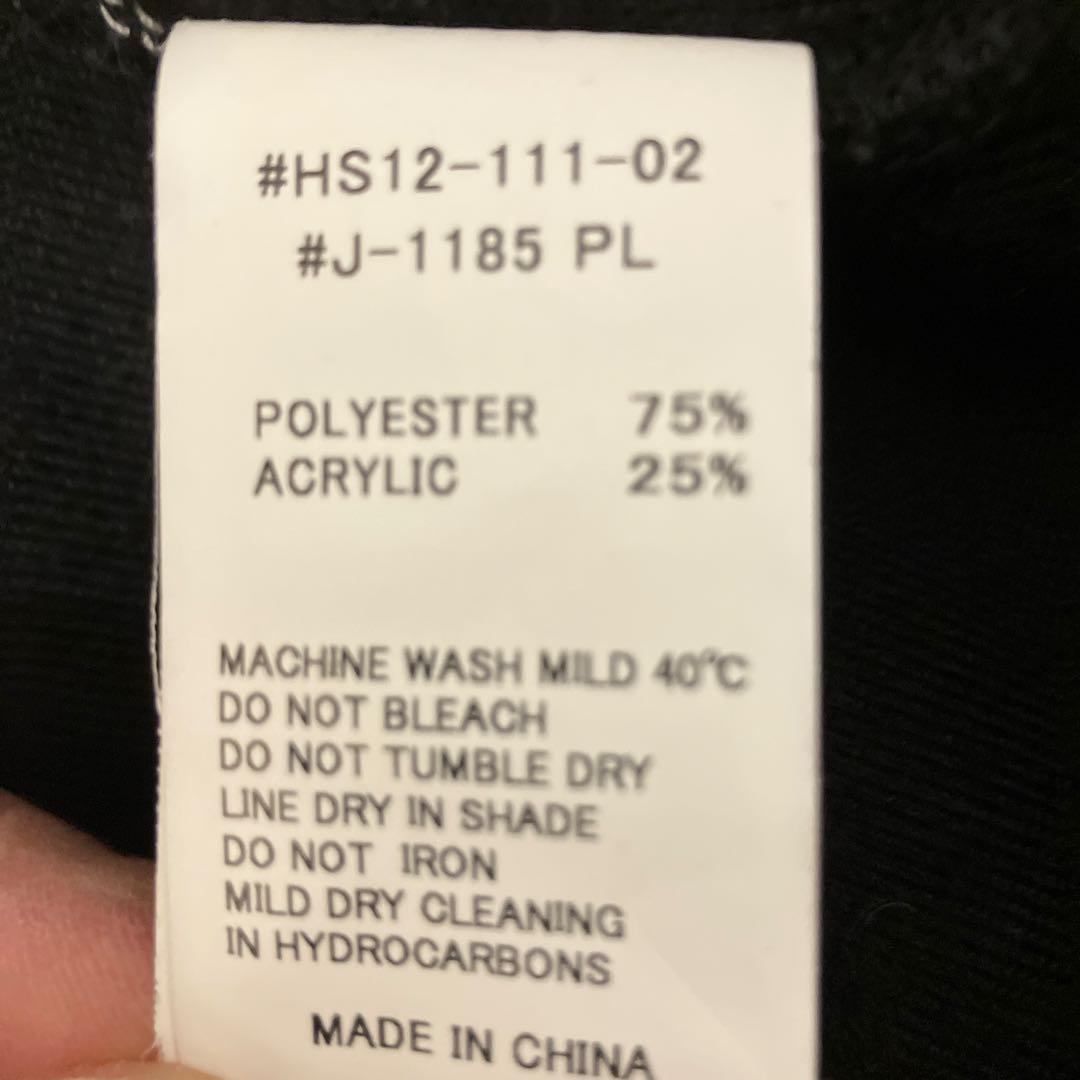 #HS12-111-02
#J-1185 PL
POLYESTER 75%
ACRYLIC 25%
MACHINE WASH MILD 40℃
DO NOT BLEACH
DO NOT TUMBLE DRY
LINE DRY IN SHADE
DO NOT IRON
MILD DRY CLEANING
IN HYDROCARBONS
MADE IN CHINA